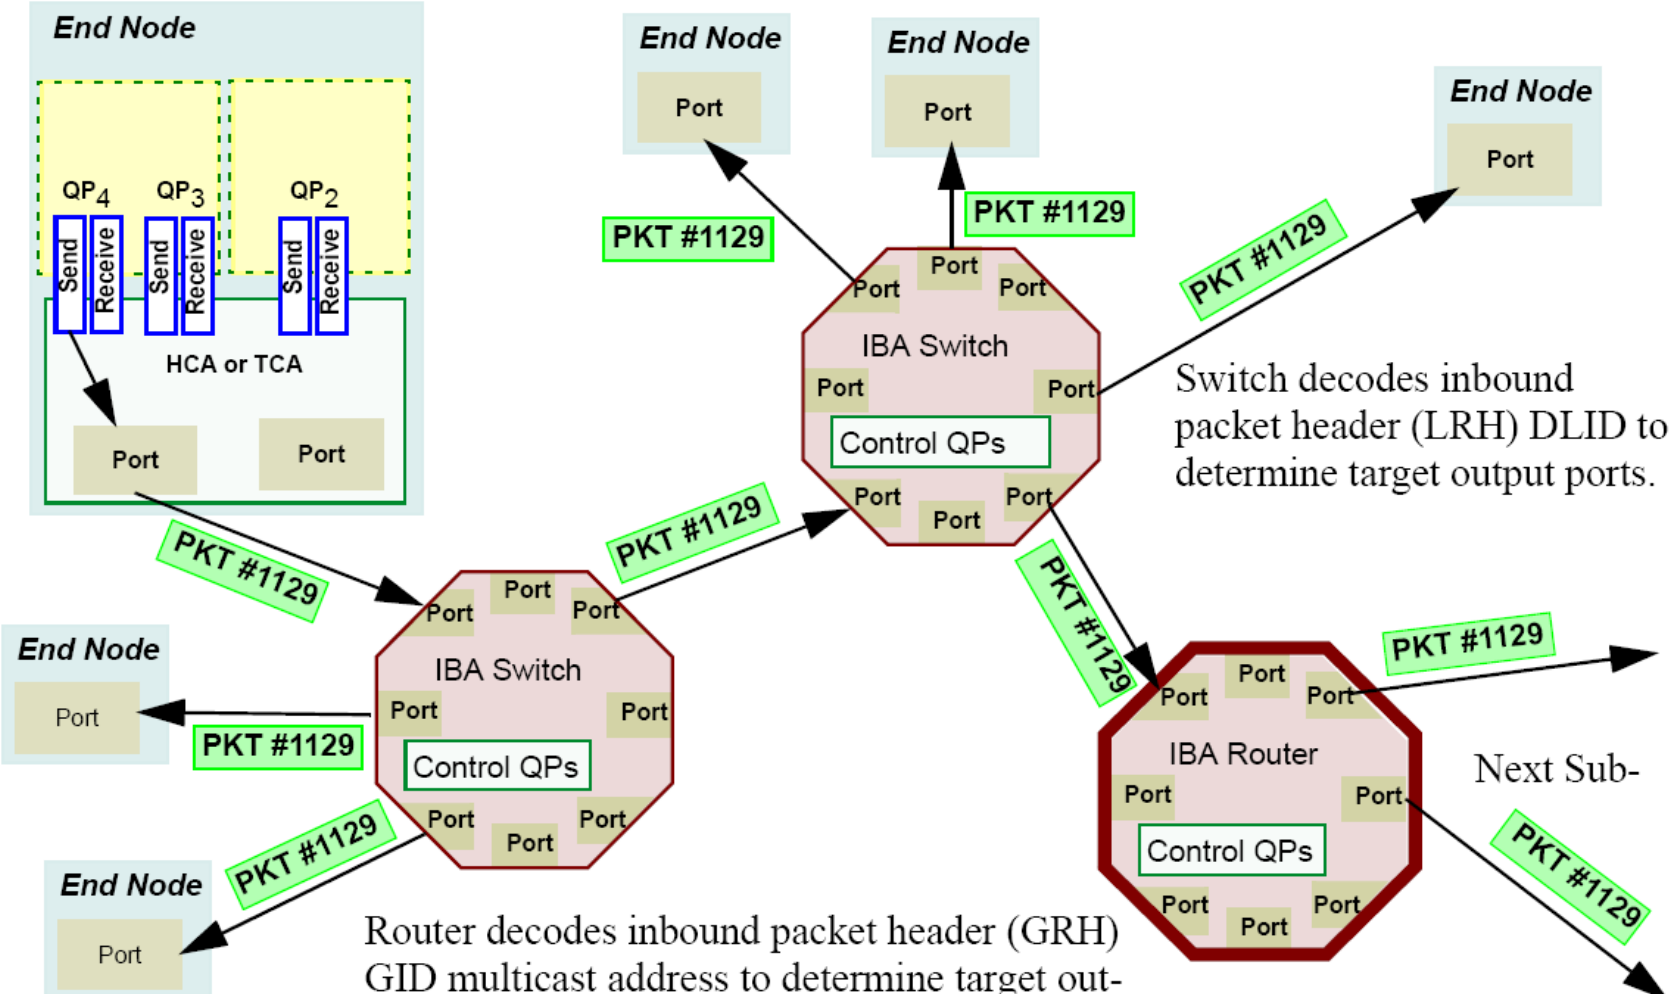 End Node
QP4
QP3
QP2
Send
Receive
Send
Receive
Send
Receive
HCA or TCA
Port
Port
PKT #1129
End Node
Port
End Node
Port
End Node
Port
PKT #1129
PKT #1129
PKT #1129
Port
Port
Port
IBA Switch
Port
Port
Control QPs
Port
Port
Port
Switch decodes inbound
packet header (LRH) DLID to
determine target output ports.
PKT #1129
PKT #1129
Port
Port
Port
IBA Switch
Port
Port
Control QPs
Port
Port
Port
End Node
Port
PKT #1129
PKT #1129
End Node
Port
Port
Port
Port
IBA Router
Port
Port
Control QPs
Port
Port
Port
PKT #1129
Next Sub-
PKT #1129
Router decodes inbound packet header (GRH)
GID multicast address to determine target out-